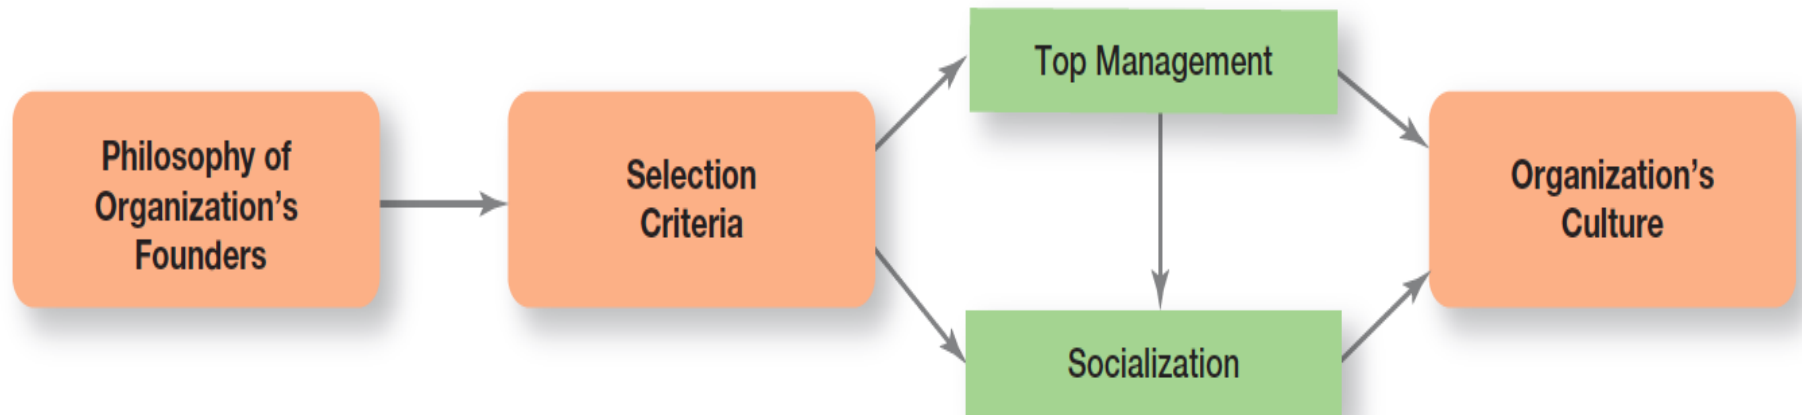 Philosophy of
Organization's
Founders
Selection
Criteria
Top Management
Socialization
Organization's
Culture